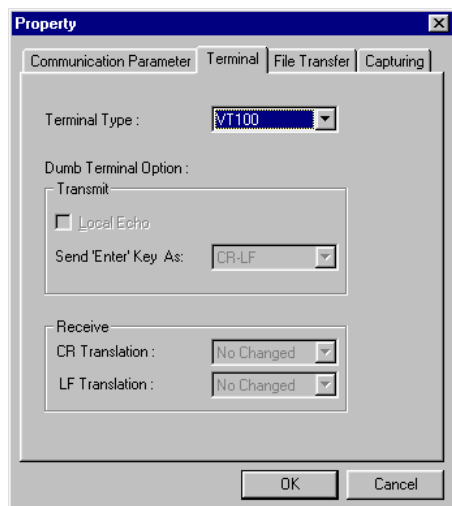 Property
Communication Parameter Terminal File Transfer Capturing
Terminal Type : VT100
Dumb Terminal Option :
Transmit
Local Echo
Send 'Enter' Key As: CR-LF
Receive
CR Translation : No Changed
LF Translation : No Changed
OK Cancel